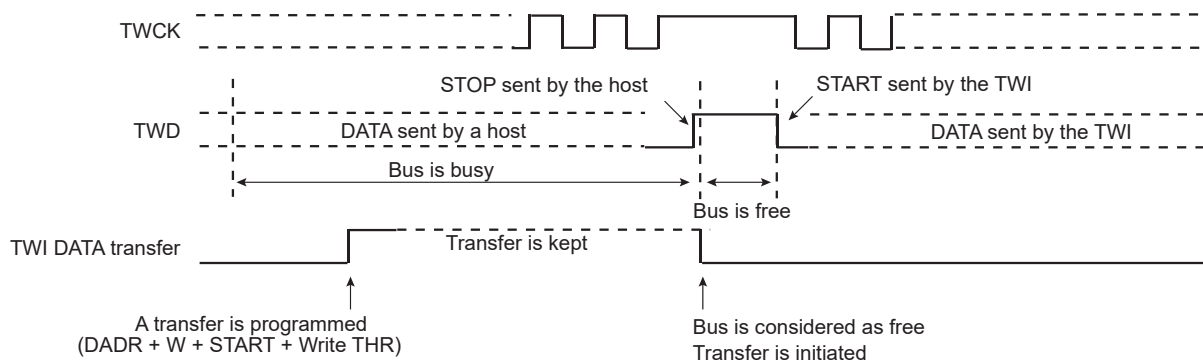 TWCK
STOP sent by the host
START sent by the TWI
TWD
DATA sent by a host
DATA sent by the TWI
Bus is busy
Bus is free
TWI DATA transfer
Transfer is kept
A transfer is programmed
(DADR + W + START + Write THR)
Bus is considered as free
Transfer is initiated